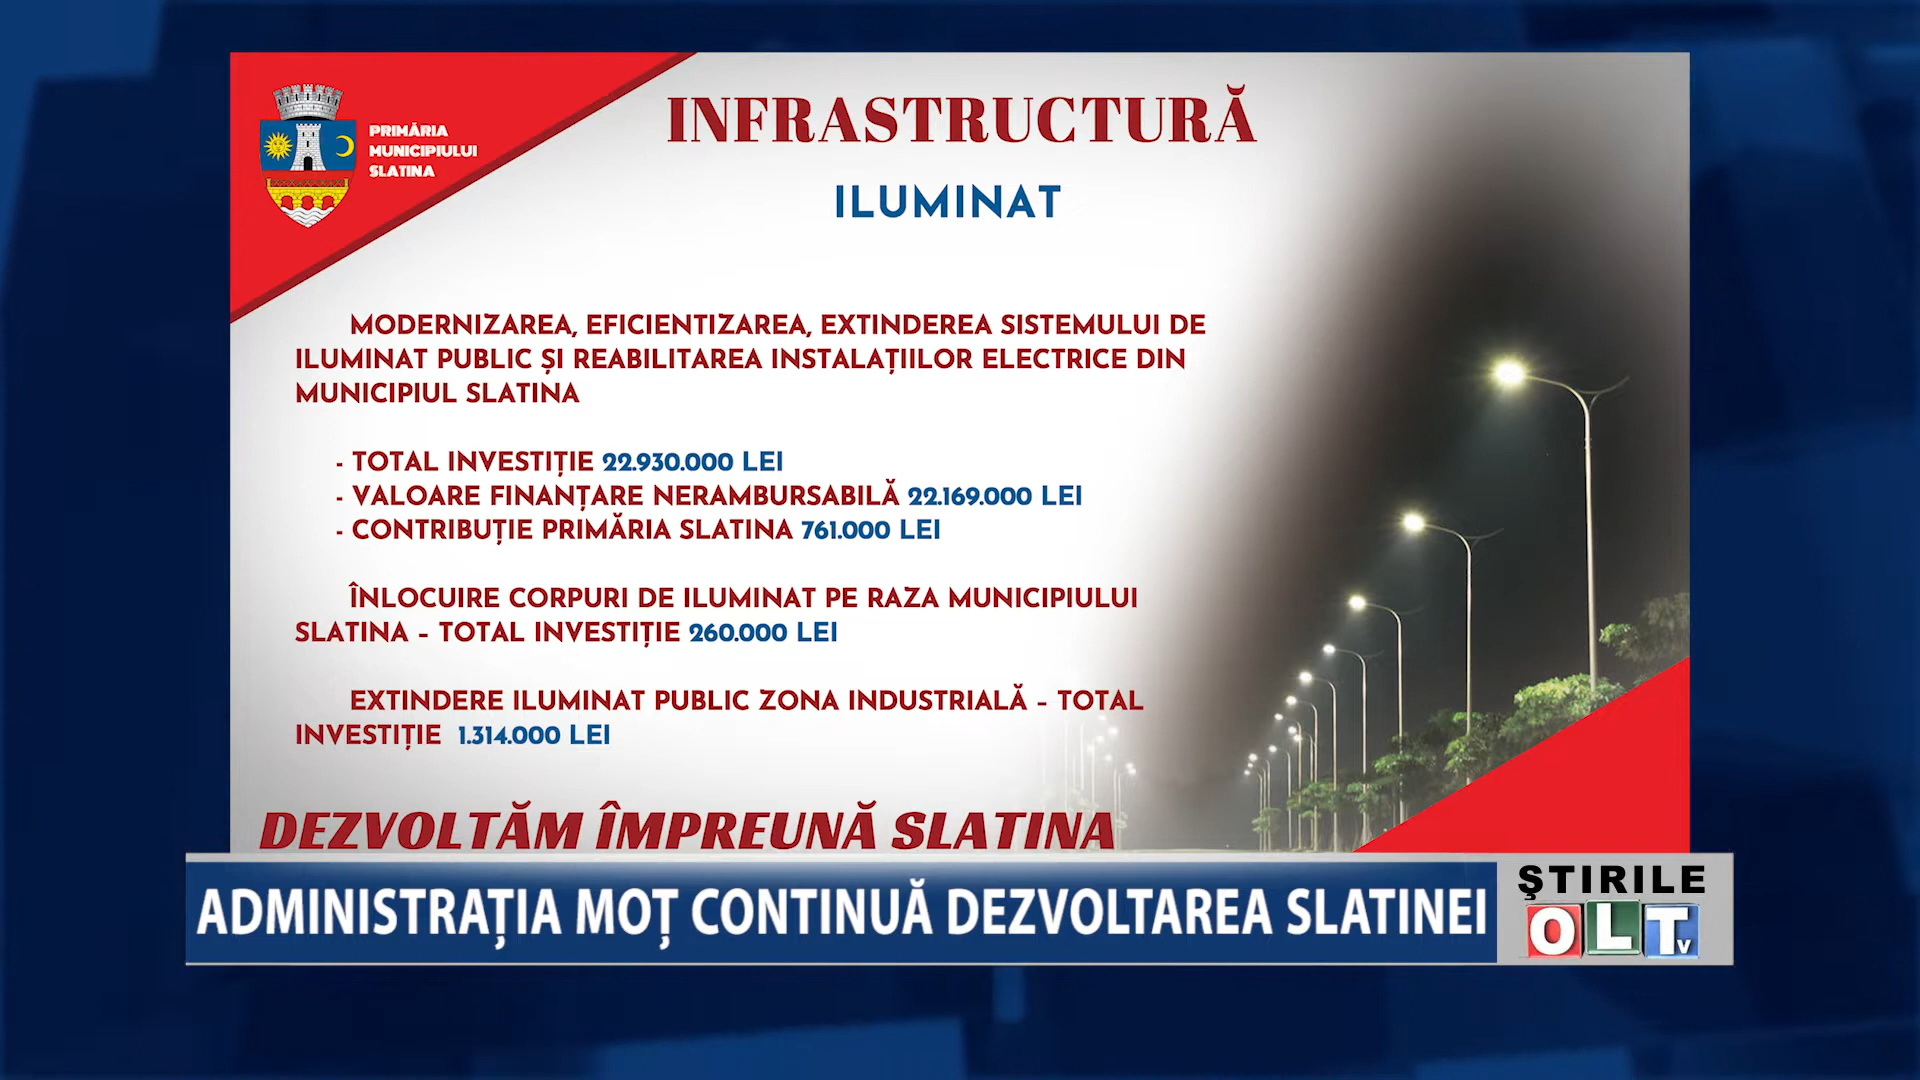 PRIMĂRIA
MUNICIPIULUI
SLATINA
INFRASTRUCTURĂ
ILUMINAT
MODERNIZAREA, EFICIENTIZAREA, EXTINDEREA SISTEMULUI DE
ILUMINAT PUBLIC ȘI REABILITAREA INSTALAȚIILOR ELECTRICE DIN
MUNICIPIUL SLATINA
- TOTAL INVESTIȚIE 22.930.000 LEI
- VALOARE FINANȚARE NERAMBURSABILĂ 22.169.000 LEI
- CONTRIBUȚIE PRIMĂRIA SLATINA 761.000 LEI
ÎNLOCUIRE CORPURI DE ILUMINAT PE RAZA MUNICIPIULUI
SLATINA – TOTAL INVESTIȚIE 260.000 LEI
EXTINDERE ILUMINAT PUBLIC ZONA INDUSTRIALĂ – TOTAL
INVESTIȚIE 1.314.000 LEI
DEZVOLTĂM ÎMPREUNĂ SLATINA
ADMINISTRAȚIA MOȚ CONTINUĂ DEZVOLTAREA SLATINEI
ŞTIRILE
OLTv